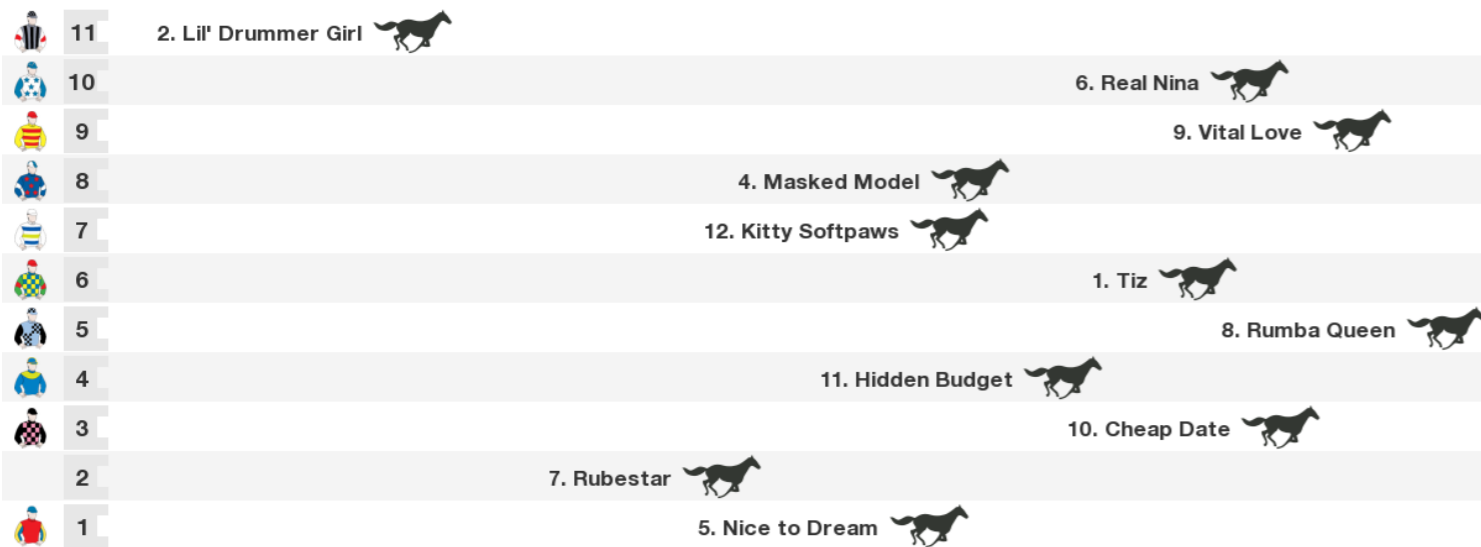 11 2. Lil' Drummer Girl
10 6. Real Nina
9 9. Vital Love
8 4. Masked Model
7 12. Kitty Softpaws
6 1. Tiz
5 8. Rumba Queen
4 11. Hidden Budget
3 10. Cheap Date
2 7. Rubestar
1 5. Nice to Dream